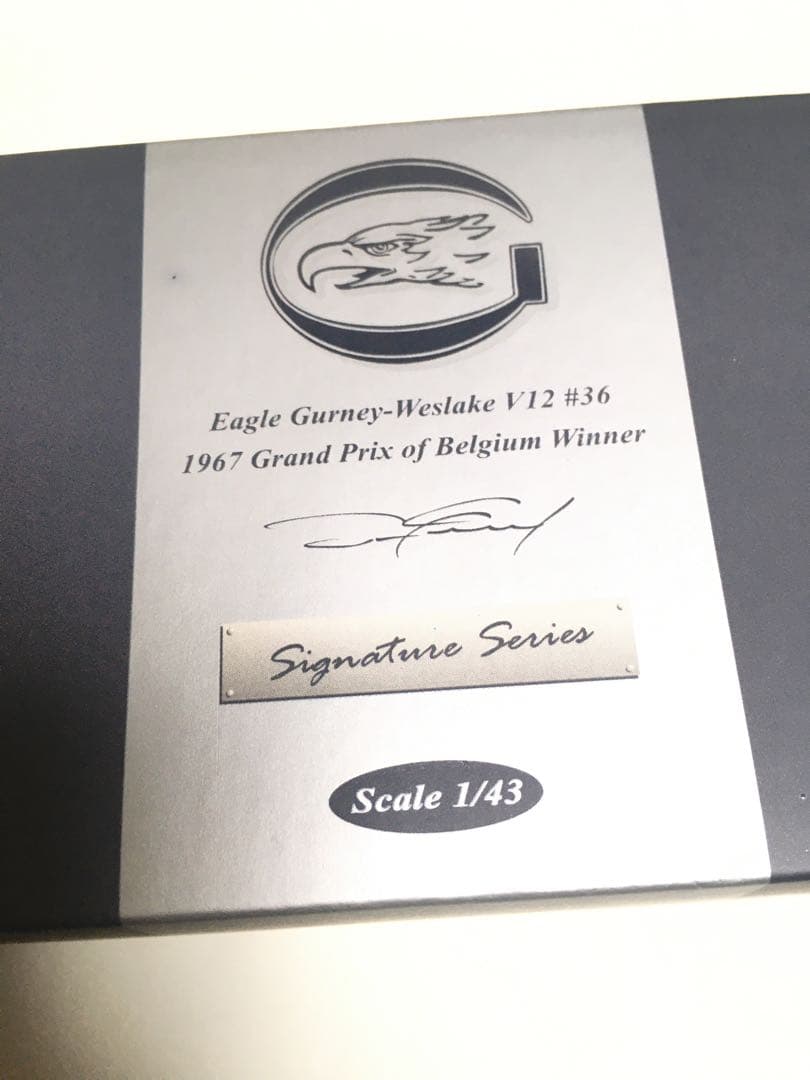 Eagle Gurney-Weslake V12 #36
1967 Grand Prix of Belgium Winner
Signature Series
Scale 1/43